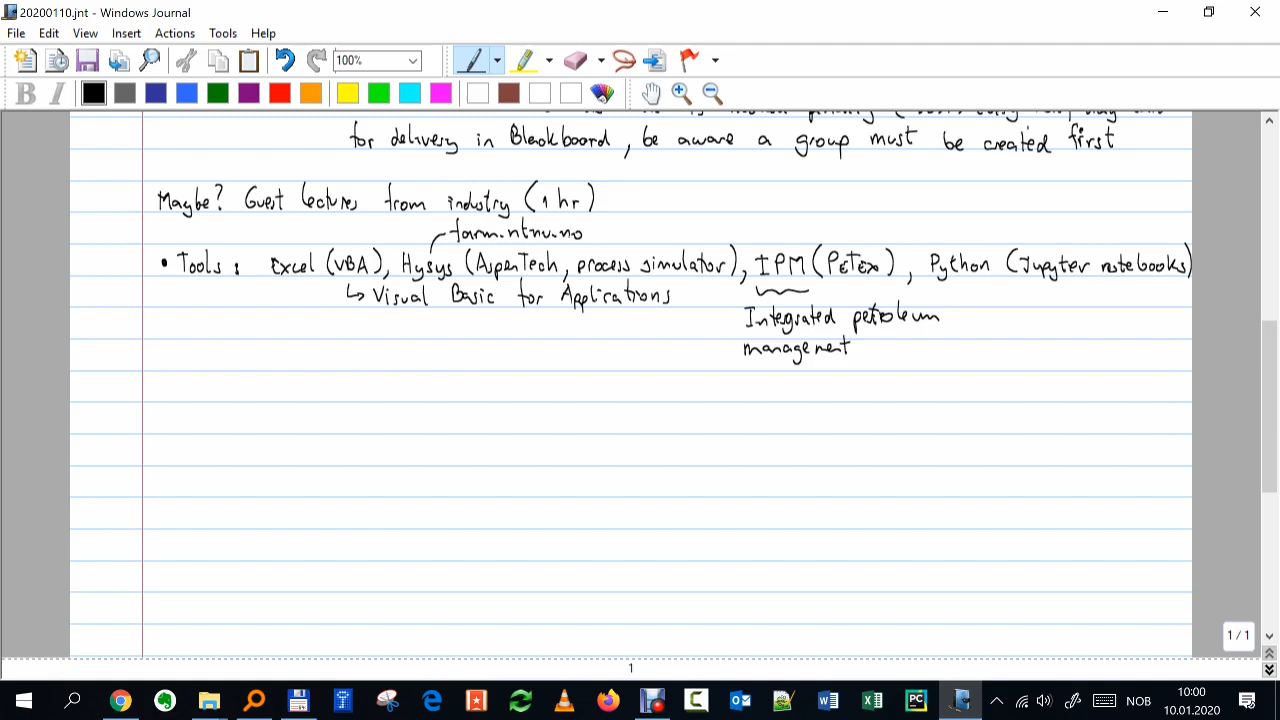 20200110.jnt - Windows Journal
File Edit View Insert Actions Tools Help
100%
B I
for delivery in Blackboard, be aware a group must be created first
Maybe? Guest lectures from industry (1 hr)
farm.ntnu.no
• Tools: Excel (VBA), Hysys (AspenTech, process simulator), IPM (PETEX), Python (Jupyter notebooks)
↳ Visual Basic for Applications
Integrated petroleum
management
1 / 1
1
NOB
10:00
10.01.2020